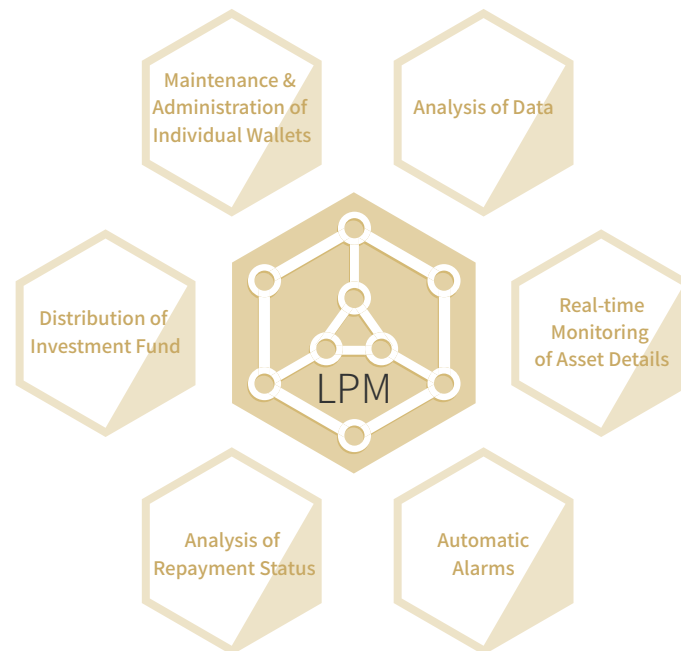 Maintenance &
Administration of
Individual Wallets
Analysis of Data
Distribution of
Investment Fund
LPM
Real-time
Monitoring
of Asset Details
Analysis of
Repayment Status
Automatic
Alarms